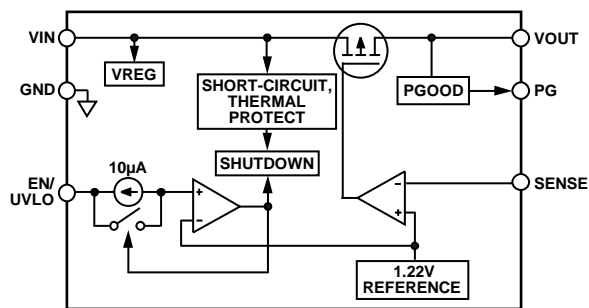 VIN
VOUT
VREG
GND
SHORT-CIRCUIT,
THERMAL
PROTECT
PGOOD
PG
10µA
SHUTDOWN
EN/
UVLO
+
–
–
+
SENSE
1.22V
REFERENCE